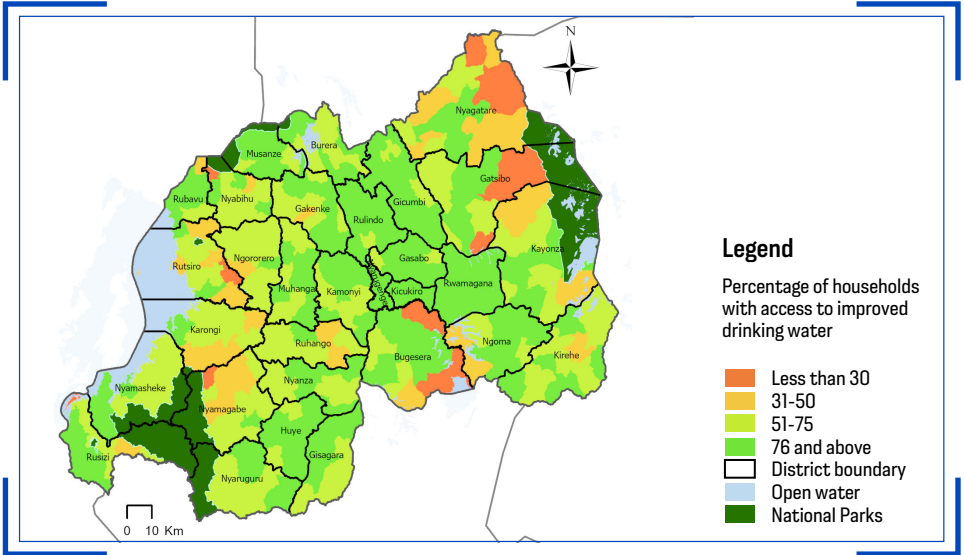 N
Nyagatare
Burera
Musanze
Gatsibo
Rubavu
Nyabihu
Gicumbi
Gakenke
Rulindo
Kayonza
Gasabo
Ngororero
Rutsiro
Rwamagana
Muhanga
Kamonyi
Nyarugenge
Kicukiro
Karongi
Ruhango
Ngoma
Bugesera
Kirehe
Nyanza
Nyamasheke
Nyamagabe
Huye
Gisagara
Rusizi
Nyaruguru
0 10 Km
Legend
Percentage of households
with access to improved
drinking water
Less than 30
31-50
51-75
76 and above
District boundary
Open water
National Parks